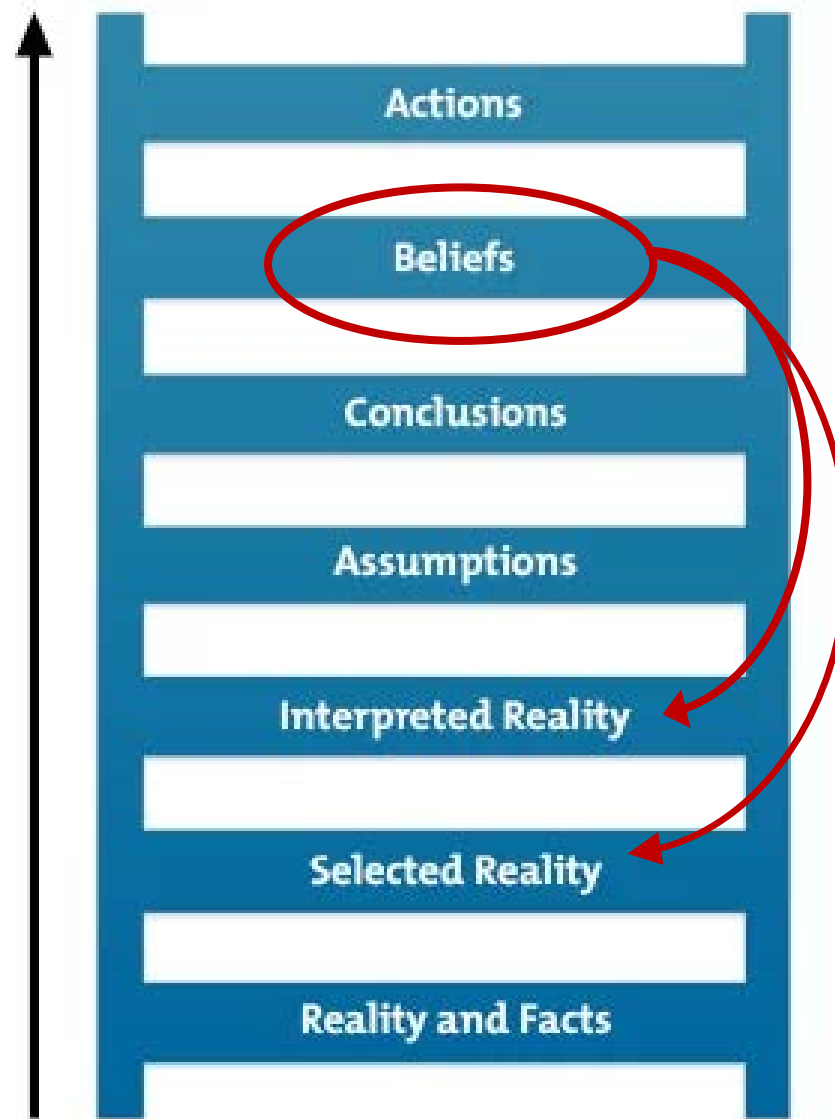 Actions
Beliefs
Conclusions
Assumptions
Interpreted Reality
Selected Reality
Reality and Facts